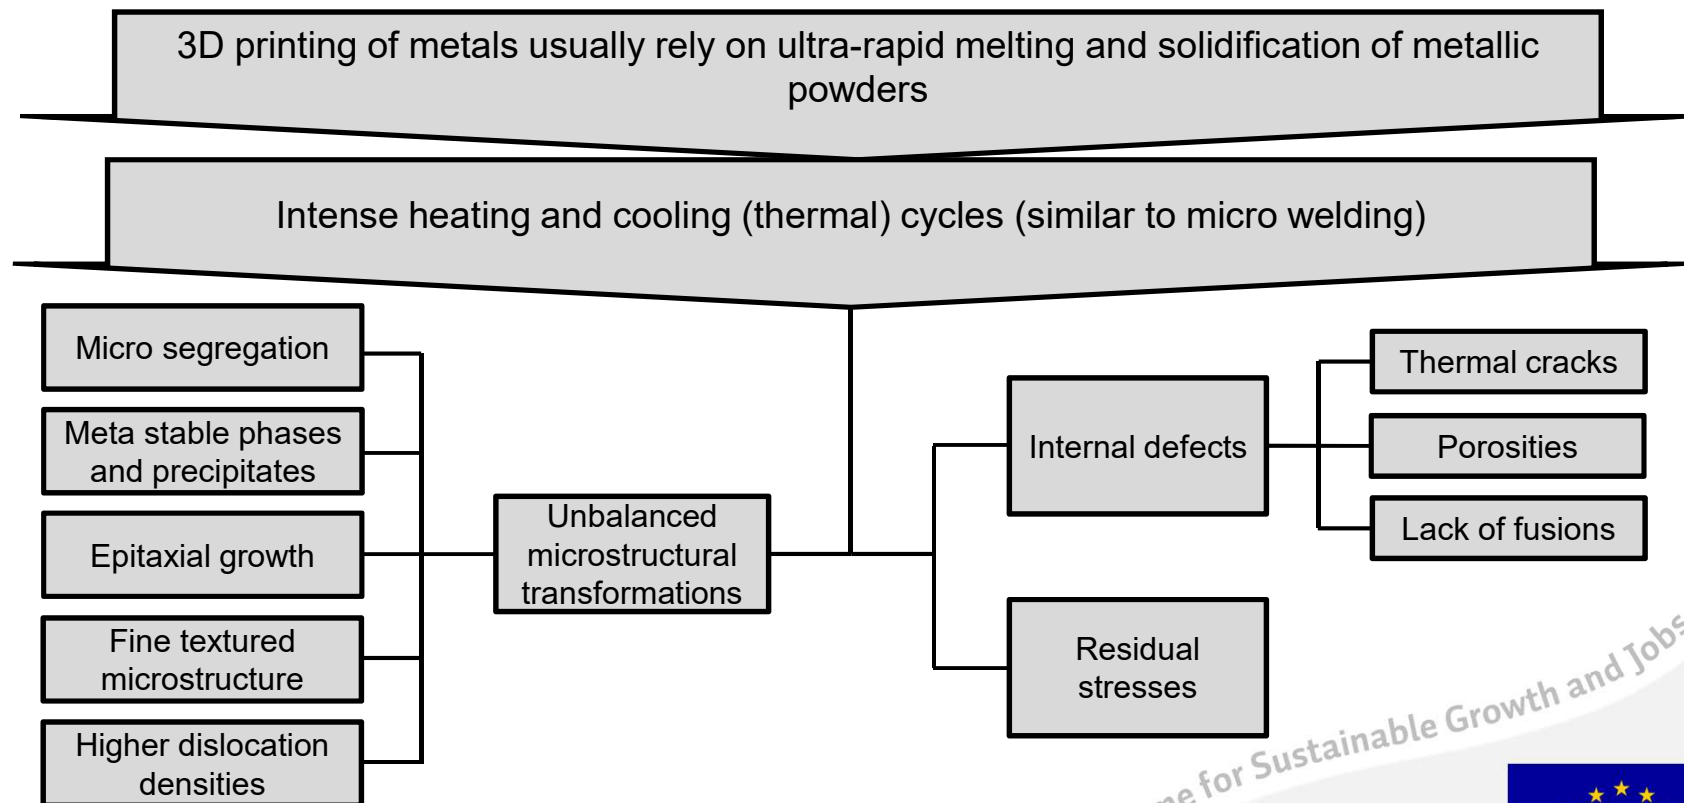 3D printing of metals usually rely on ultra-rapid melting and solidification of metallic
powders
Intense heating and cooling (thermal) cycles (similar to micro welding)
Micro segregation
Meta stable phases
and precipitates
Epitaxial growth
Fine textured
microstructure
Higher dislocation
densities
Unbalanced
microstructural
transformations
Internal defects
Residual
stresses
Thermal cracks
Porosities
Lack of fusions
for Sustainable Growth and Jobs